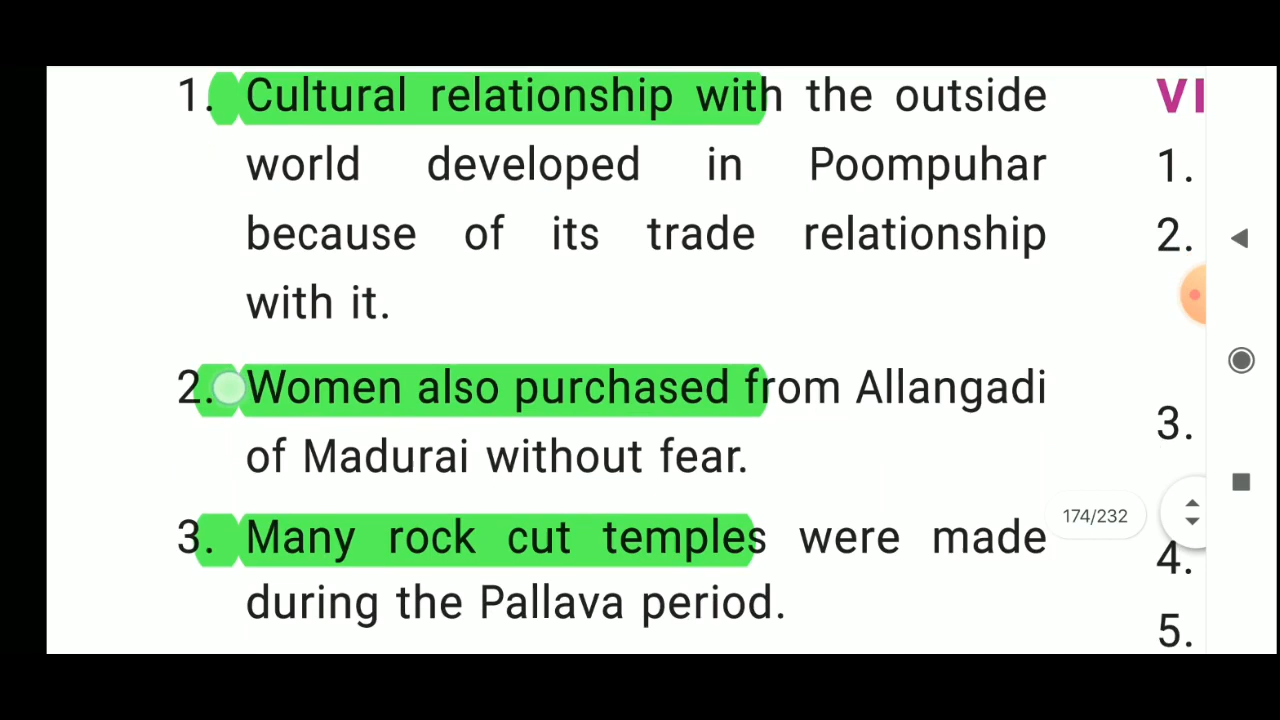 1. Cultural relationship with the outside
world developed in Poompuhar
because of its trade relationship
with it.
2. Women also purchased from Allangadi
of Madurai without fear.
3. Many rock cut temples were made
during the Pallava period.
VI
1.
2.
3.
4.
5.
174/232